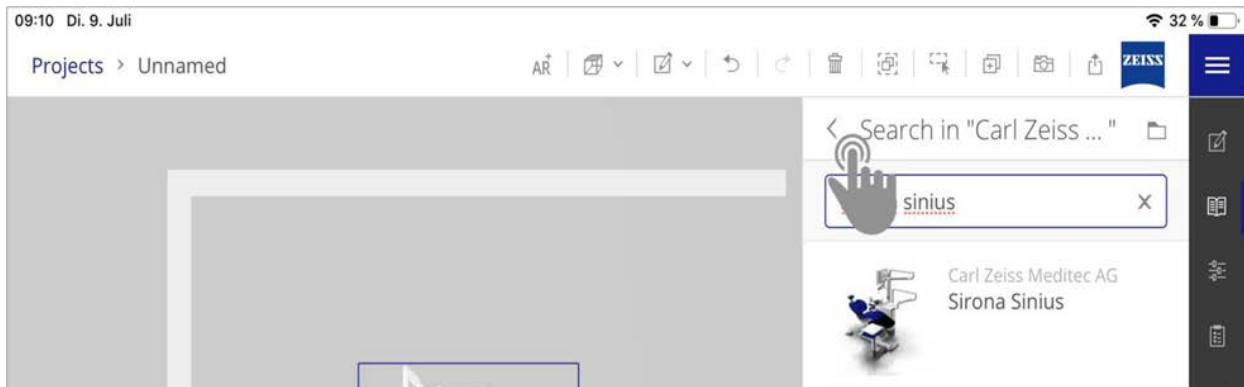 09:10 Di. 9. Juli
32 %
Projects > Unnamed
AR
ZEISS
Search in "Carl Zeiss ... "
sinius
X
Carl Zeiss Meditec AG
Sirona Sinius